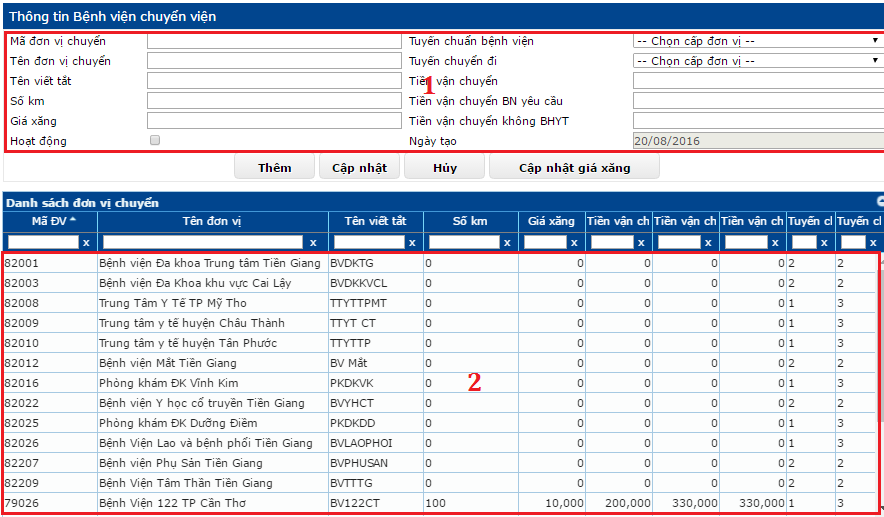 Thông tin Bệnh viện chuyển viện
Mã đơn vị chuyển Tuyến chuẩn bệnh viện -- Chọn cấp đơn vị --
Tên đơn vị chuyển Tuyến chuyển đi -- Chọn cấp đơn vị --
Tên viết tắt Tiền vận chuyển
1
Số km Tiền vận chuyển BN yêu cầu
Giá xăng Tiền vận chuyển không BHYT
Hoạt động Ngày tạo 20/08/2016
Thêm Cập nhật Hủy Cập nhật giá xăng
Danh sách đơn vị chuyển
Mã ĐV Tên đơn vị Tên viết tắt Số km Giá xăng Tiền vận ch Tiền vận ch Tiền vận ch Tuyến cl Tuyến c
x x x x x x x x x x
82001 Bệnh viện Đa khoa Trung tâm Tiền Giang BVDKTG 0 0 0 0 0 2 2
82003 Bệnh viện Đa Khoa khu vực Cai Lậy BVDKKVCL 0 0 0 0 0 2 2
82008 Trung Tâm Y Tế TP Mỹ Tho TTYTTPMT 0 0 0 0 0 1 3
82009 Trung tâm y tế huyện Châu Thành TTYT CT 0 0 0 0 0 1 3
82010 Trung tâm y tế huyện Tân Phước TTYTTP 0 0 0 0 0 1 3
82012 Bệnh viện Mắt Tiền Giang BV Mắt 0 0 0 0 0 2 2
82016 Phòng khám ĐK Vĩnh Kim PKDKVK 0 0 0 0 0 1 3
2
82022 Bệnh viện Y học cổ truyền Tiền Giang BVYHCT 0 0 0 0 0 2 2
82025 Phòng khám ĐK Dưỡng Điềm PKDKDD 0 0 0 0 0 1 3
82026 Bệnh Viện Lao và bệnh phổi Tiền Giang BVLAOPHOI 0 0 0 0 0 1 3
82207 Bệnh viện Phụ Sản Tiền Giang BVPHUSAN 0 0 0 0 0 2 2
82209 Bệnh Viện Tâm Thần Tiền Giang BVTTTG 0 0 0 0 0 2 2
79026 Bệnh Viện 122 TP Cần Thơ BV122CT 100 10,000 200,000 330,000 330,000 1 3